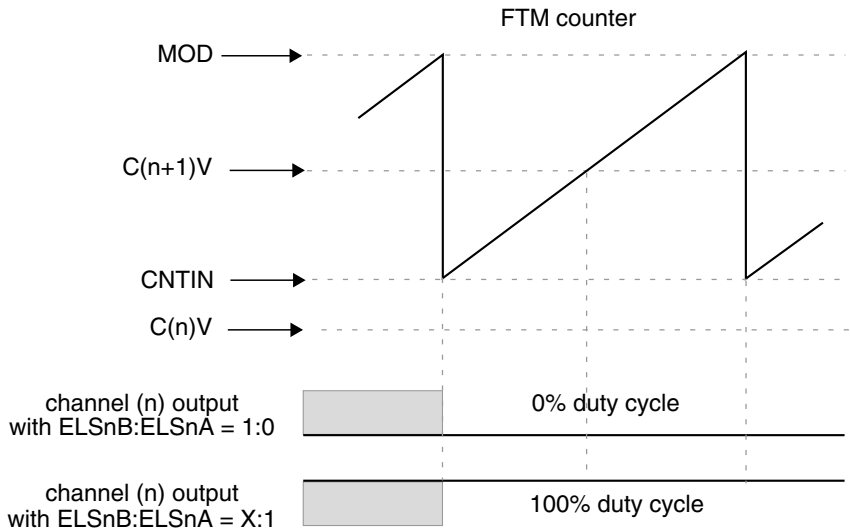 FTM counter
MOD
C(n+1)V
CNTIN
C(n)V
channel (n) output
with ELSnB:ELSnA = 1:0
0% duty cycle
channel (n) output
with ELSnB:ELSnA = X:1
100% duty cycle